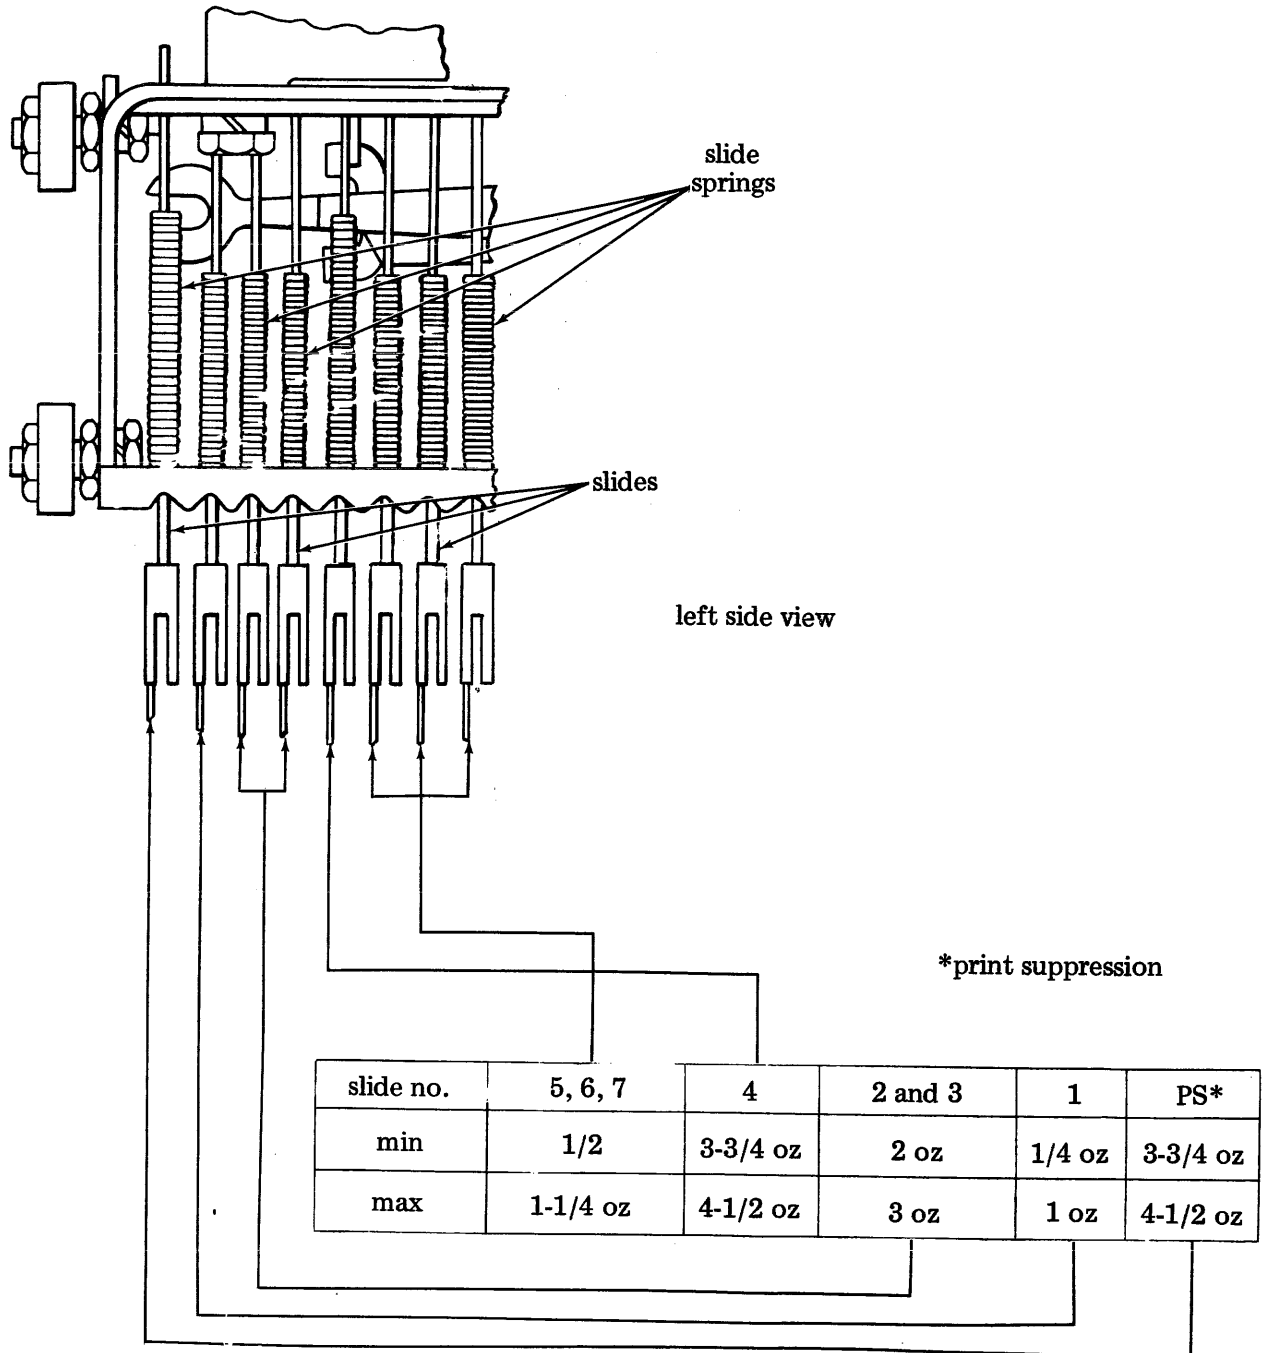 slide
springs
slides
left side view
*print suppression
slide no. 5, 6, 7 4 2 and 3 1 PS*
min 1/2 3-3/4 oz 2 oz 1/4 oz 3-3/4 oz
max 1-1/4 oz 4-1/2 oz 3 oz 1 oz 4-1/2 oz